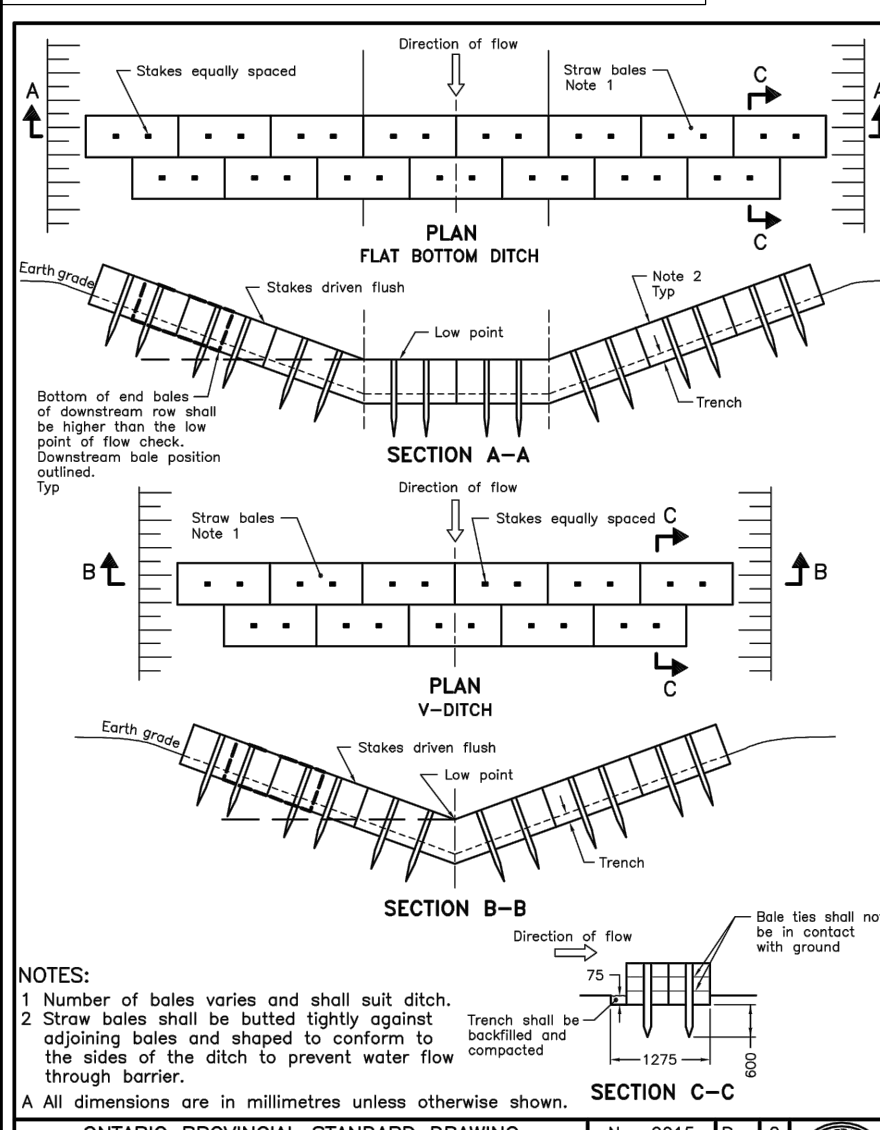 Direction of flow
Stakes equally spaced
Straw bales
Note 1
C
A
A
C
PLAN
FLAT BOTTOM DITCH
Earth grade
Stakes driven flush
Note 2
Typ
Low point
Trench
Bottom of end bales
of downstream row shall
be higher than the low
point of flow check.
Downstream bale position
outlined.
Typ
SECTION A-A
Direction of flow
Straw bales
Note 1
Stakes equally spaced
C
B
B
C
PLAN
V-DITCH
Earth grade
Stakes driven flush
Low point
Trench
SECTION B-B
Direction of flow
Bale ties shall not
be in contact
with ground
75
Trench shall be
backfilled and
compacted
1275
600
SECTION C-C
NOTES:
1 Number of bales varies and shall suit ditch.
2 Straw bales shall be butted tightly against
adjoining bales and shaped to conform to
the sides of the ditch to prevent water flow
through barrier.
A All dimensions are in millimetres unless otherwise shown.
ONTARIO PROVINCIAL STANDARD DRAWING
2015